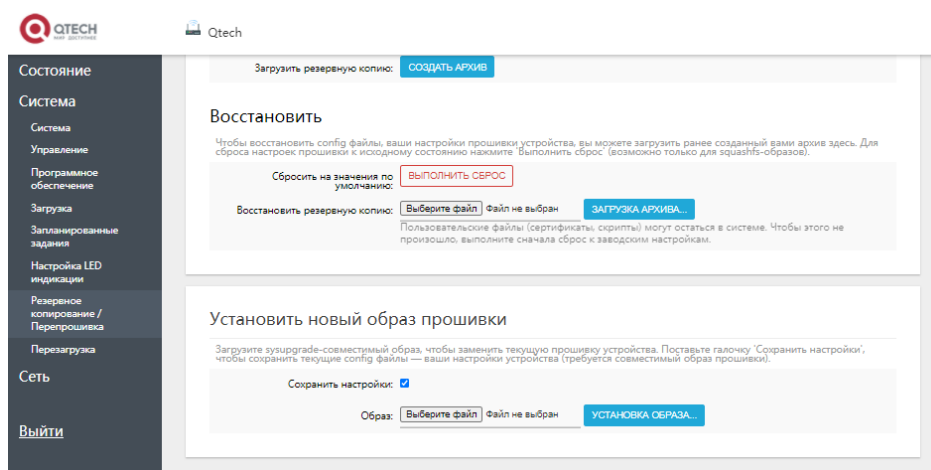 QTECH
МИР ДОСТУПНЕЕ
Qtech
Состояние
Система
Система
Управление
Программное
обеспечение
Загрузка
Запланированные
задания
Настройка LED
индикации
Резервное
копирование /
Перепрошивка
Перезагрузка
Сеть
Выйти
Загрузить резервную копию: СОЗДАТЬ АРХИВ
Восстановить
Чтобы восстановить config файлы, ваши настройки прошивки устройства, вы можете загрузить ранее созданный вами архив здесь. Для
сброса настроек прошивки к исходному состоянию нажмите 'Выполнить сброс' (возможно только для squashfs-образов).
Сбросить на значения по
умолчанию:
ВЫПОЛНИТЬ СБРОС
Восстановить резервную копию: Выберите файл Файл не выбран ЗАГРУЗКА АРХИВА...
Пользовательские файлы (сертификаты, скрипты) могут остаться в системе. Чтобы этого не
произошло, выполните сначала сброс к заводским настройкам.
Установить новый образ прошивки
Загрузите sysupgrade-совместимый образ, чтобы заменить текущую прошивку устройства. Поставьте галочку 'Сохранить настройки',
чтобы сохранить текущие config файлы — ваши настройки устройства (требуется совместимый образ прошивки).
Сохранить настройки:
Образ: Выберите файл Файл не выбран УСТАНОВКА ОБРАЗА...